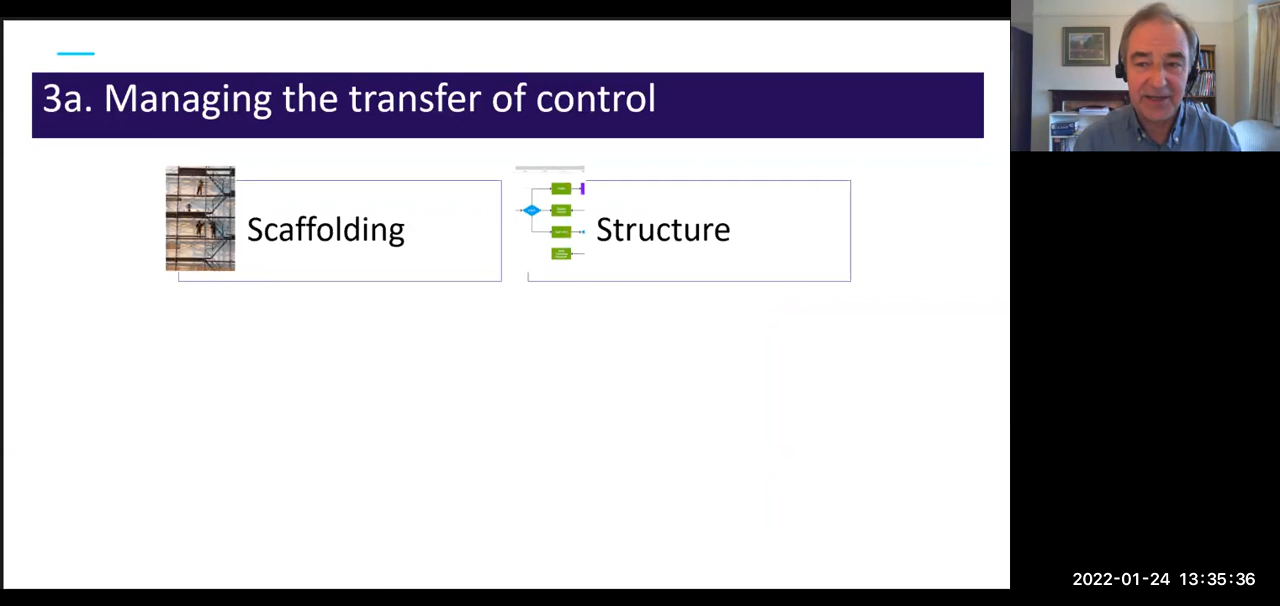 3a. Managing the transfer of control
Scaffolding
Structure
2022-01-24 13:35:36